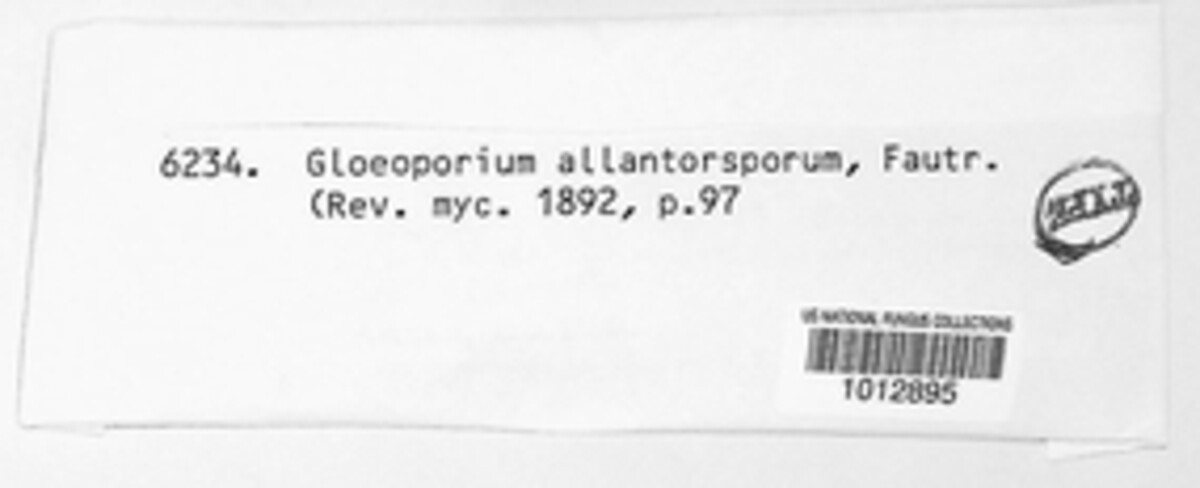 6234. Gloeoporium allantorsporum, Fautr.
(Rev. myc. 1892, p.97
US NATIONAL FUNGUS COLLECTIONS
1012895